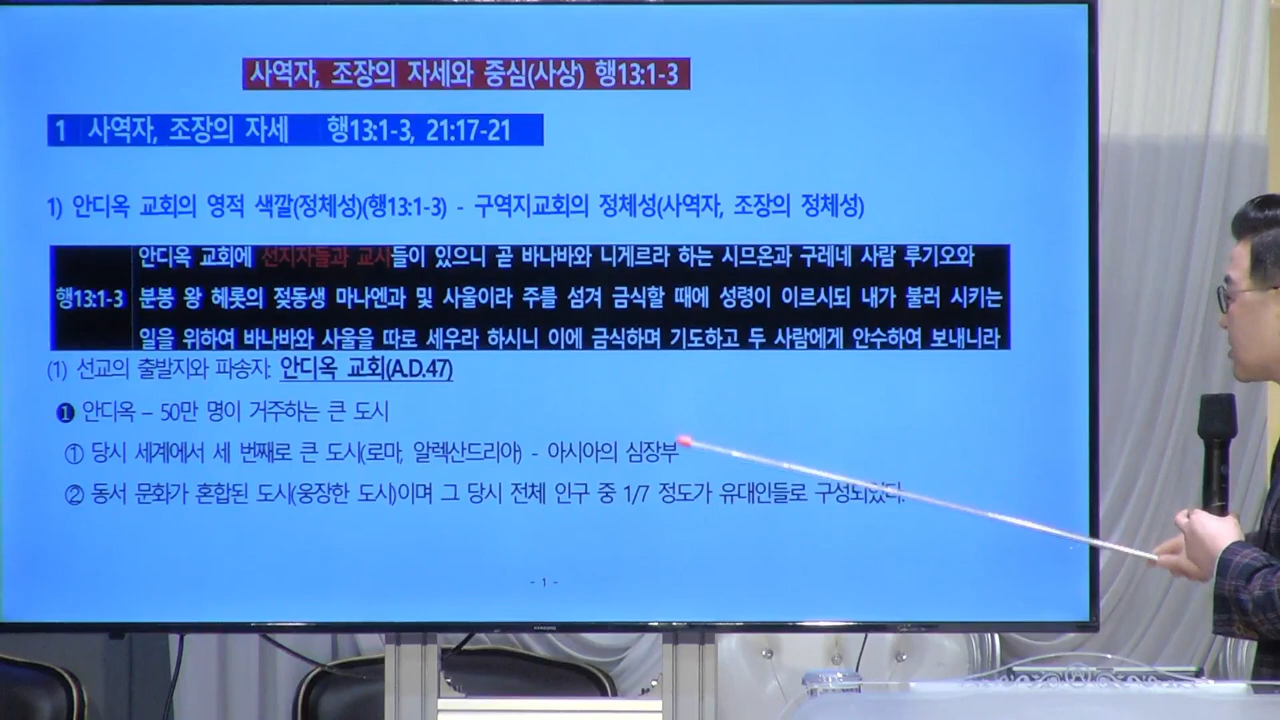 사역자, 조장의 자세와 중심(사상) 행13:1-3
1 사역자, 조장의 자세 행13:1-3, 21:17-21
1) 안디옥 교회의 영적 색깔(정체성)(행13:1-3) - 구역지교회의 정체성(사역자, 조장의 정체성)
행13:1-3
안디옥 교회에 선지자들과 교사들이 있으니 곧 바나바와 니게르라 하는 시므온과 구레네 사람 루기오와
분봉 왕 헤롯의 젖동생 마나엔과 및 사울이라 주를 섬겨 금식할 때에 성령이 이르시되 내가 불러 시키는
일을 위하여 바나바와 사울을 따로 세우라 하시니 이에 금식하며 기도하고 두 사람에게 안수하여 보내니라
(1) 선교의 출발지와 파송지: 안디옥 교회(A.D.47)
❶ 안디옥 – 50만 명이 거주하는 큰 도시
① 당시 세계에서 세 번째로 큰 도시(로마, 알렉산드리아) - 아시아의 심장부
② 동서 문화가 혼합된 도시(웅장한 도시)이며 그 당시 전체 인구 중 1/7 정도가 유대인들로 구성되었다.
- 1 -
SAMSUNG